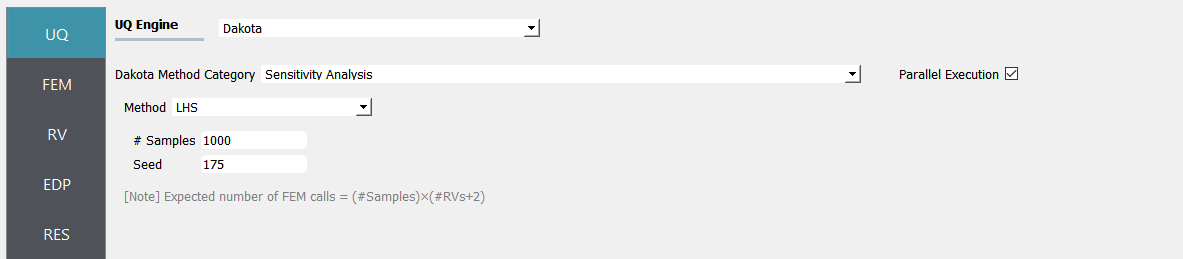 UQ
FEM
RV
EDP
RES
UQ Engine Dakota
Dakota Method Category Sensitivity Analysis Parallel Execution
Method LHS
# Samples 1000
Seed 175
[Note] Expected number of FEM calls = (#Samples)×(#RVs+2)